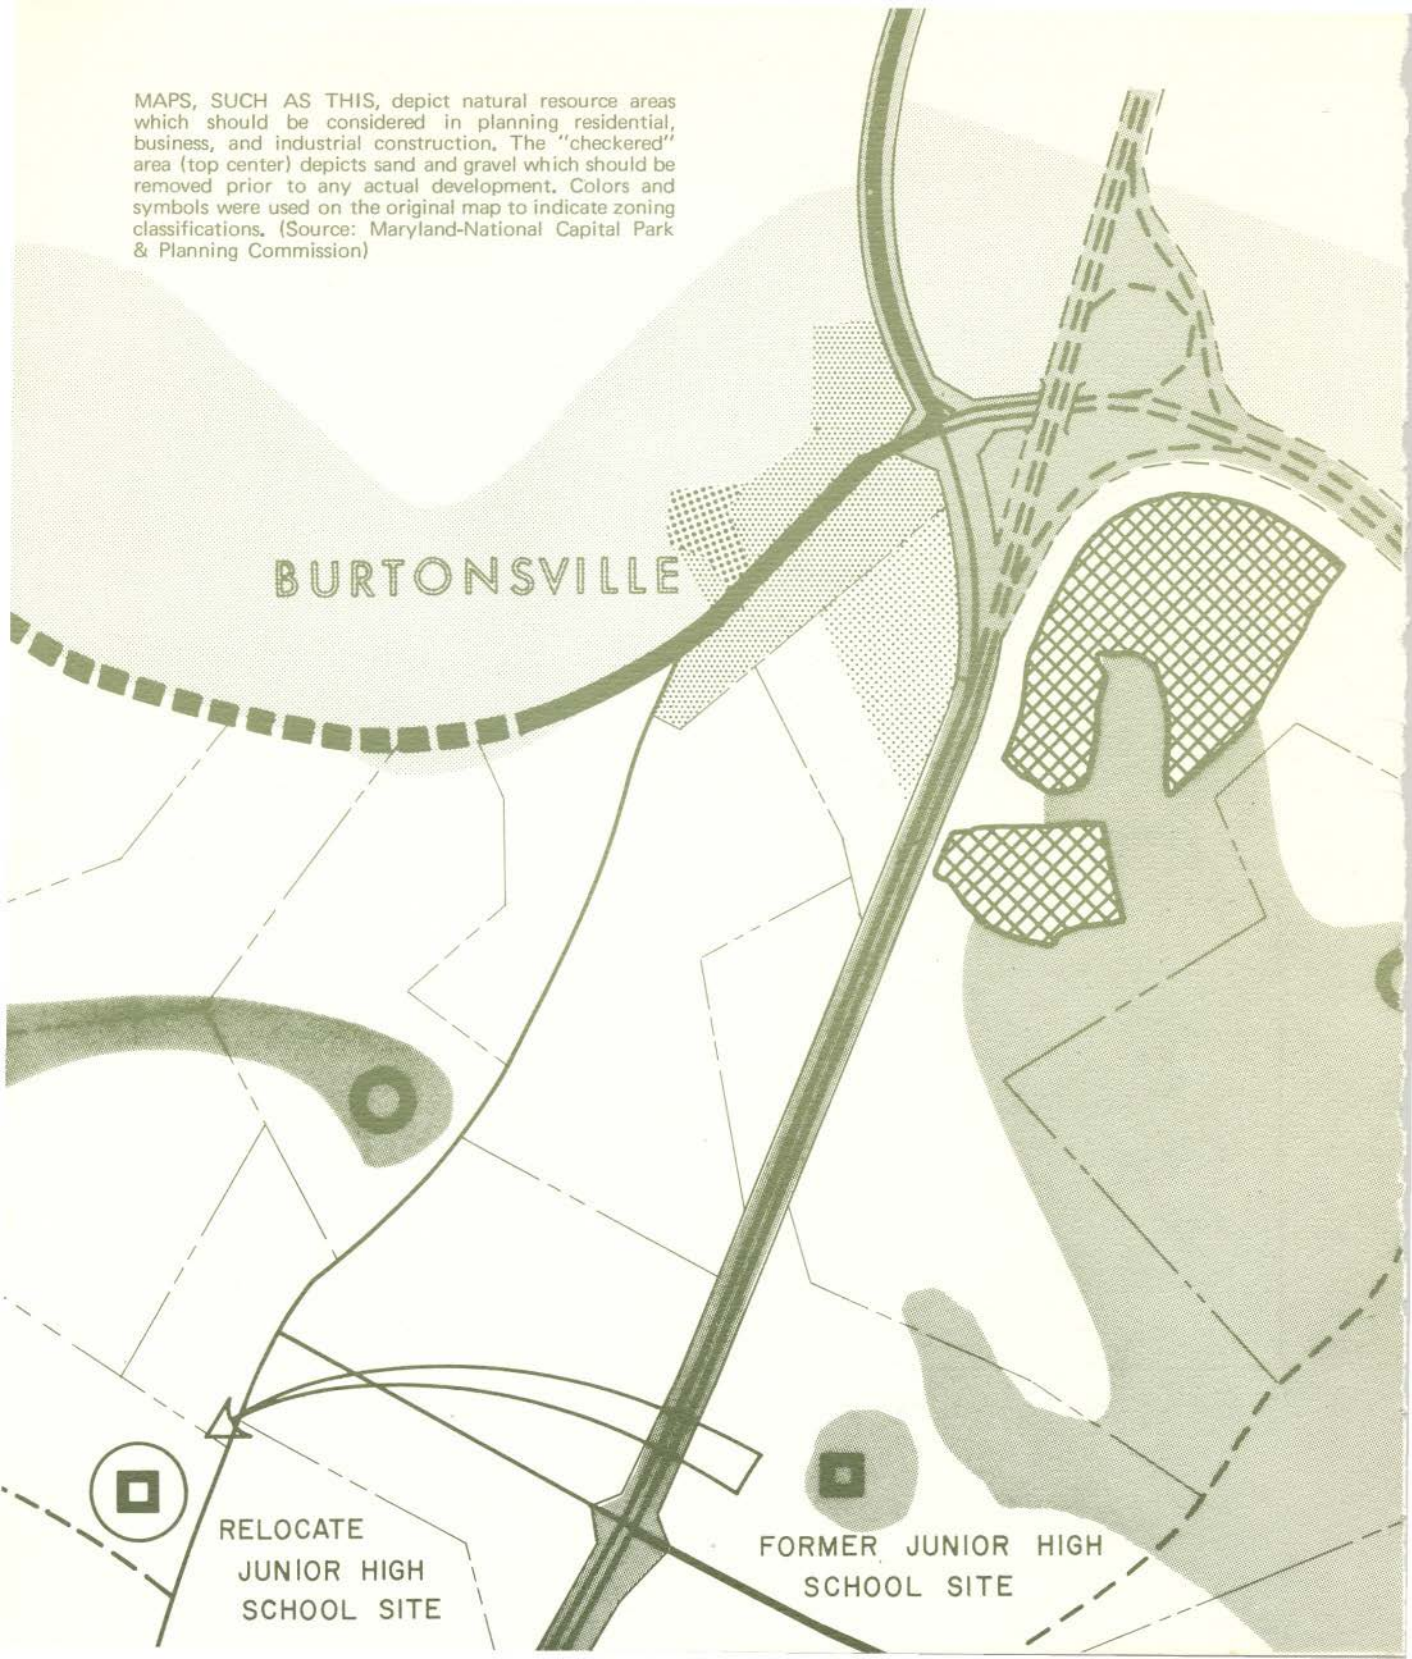 MAPS, SUCH AS THIS, depict natural resource areas
which should be considered in planning residential,
business, and industrial construction. The "checkered"
area (top center) depicts sand and gravel which should be
removed prior to any actual development. Colors and
symbols were used on the original map to indicate zoning
classifications. (Source: Maryland-National Capital Park
& Planning Commission)
BURTONSVILLE
RELOCATE
JUNIOR HIGH
SCHOOL SITE
FORMER JUNIOR HIGH
SCHOOL SITE